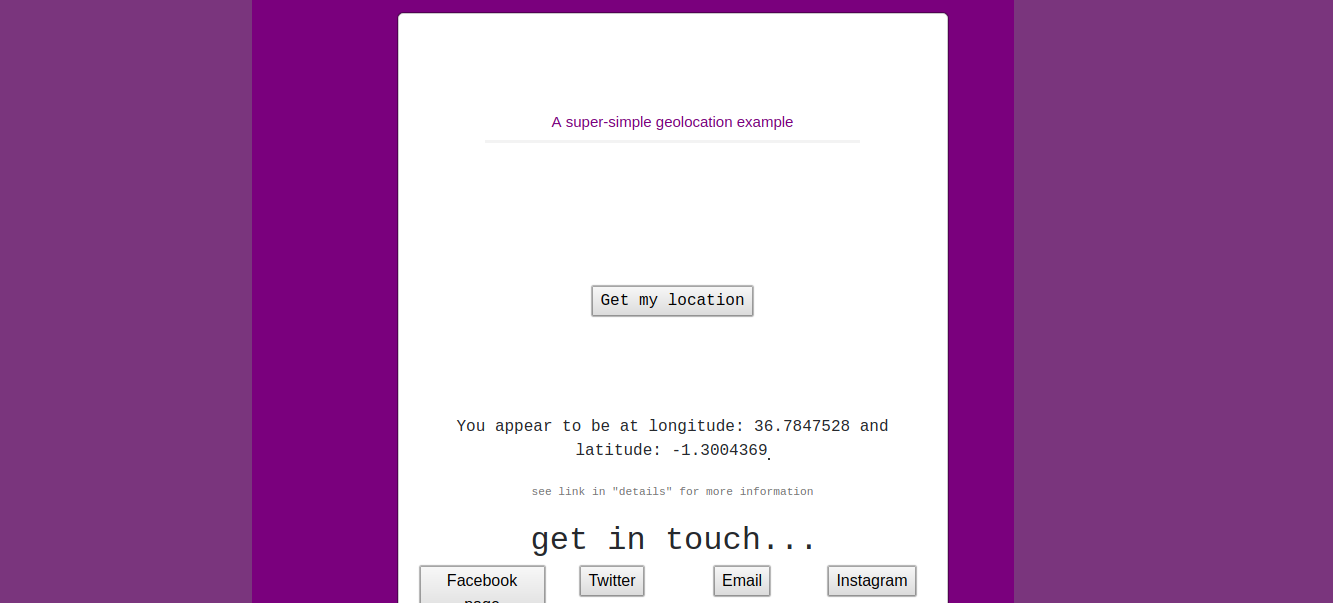 A super-simple geolocation example
Get my location
You appear to be at longitude: 36.7847528 and
latitude: -1.3004369.
see link in "details" for more information
get in touch...
Facebook Twitter Email Instagram
page